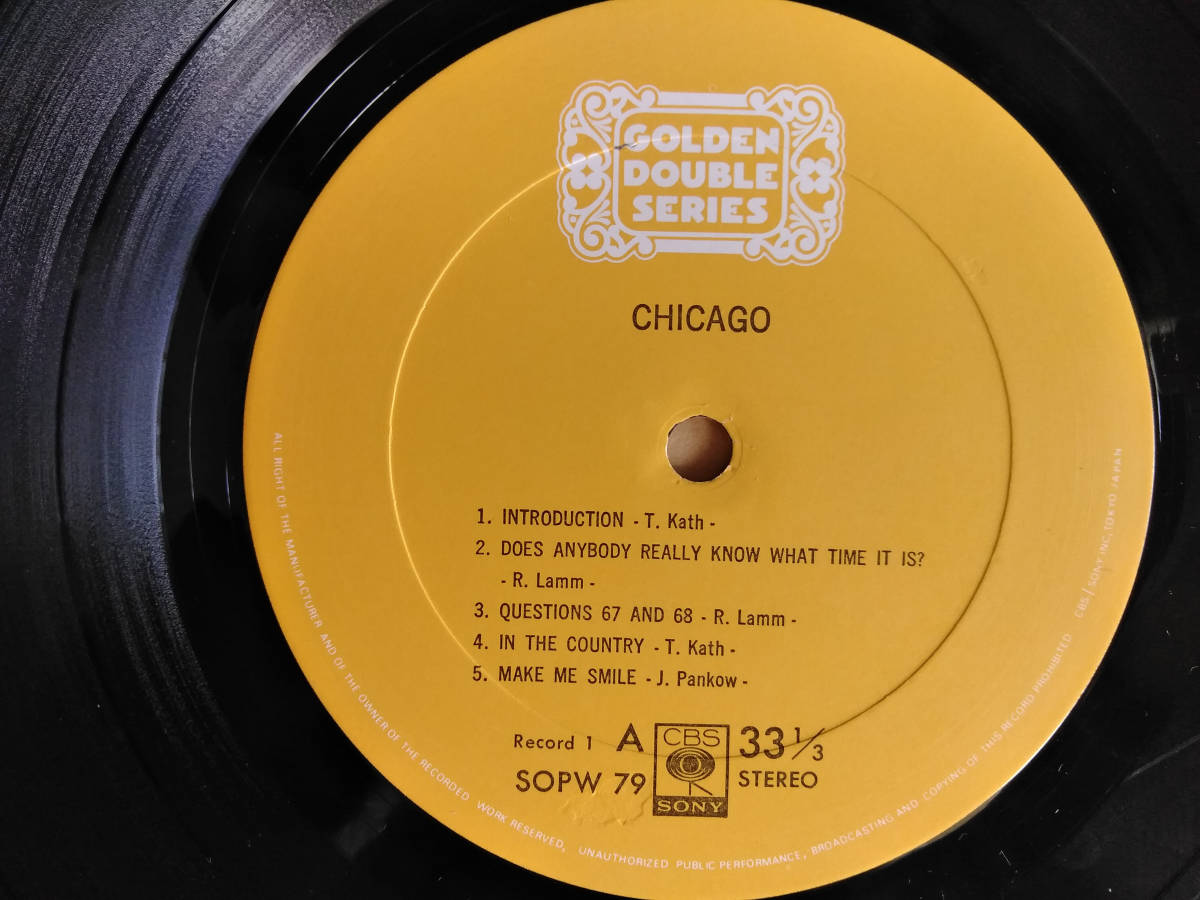 GOLDEN
DOUBLE
SERIES
CHICAGO
1. INTRODUCTION - T. Kath -
2. DOES ANYBODY REALLY KNOW WHAT TIME IT IS?
- R. Lamm -
3. QUESTIONS 67 AND 68 - R. Lamm -
4. IN THE COUNTRY - T. Kath -
5. MAKE ME SMILE - J. Pankow -
Record 1 A
SOPW 79
CBS
SONY
33 1/3
STEREO
ALL RIGHT OF THE MANUFACTURER AND OF THE OWNER OF THE RECORDED WORK RESERVED, UNAUTHORIZED PUBLIC PERFORMANCE, BROADCASTING AND COPYING OF THIS RECORD PROHIBITED CBS/SONY INC, TOKYO JAPAN